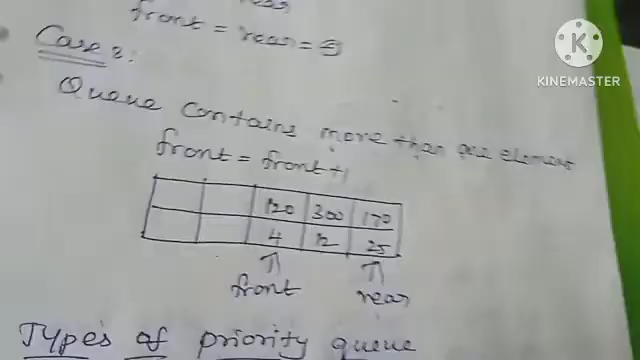 front = rear =
Case 2:
KINEMASTER
Queue contains more than one element
front = front+1
120 300 170
4 12 25
front rear
Types of priority queue